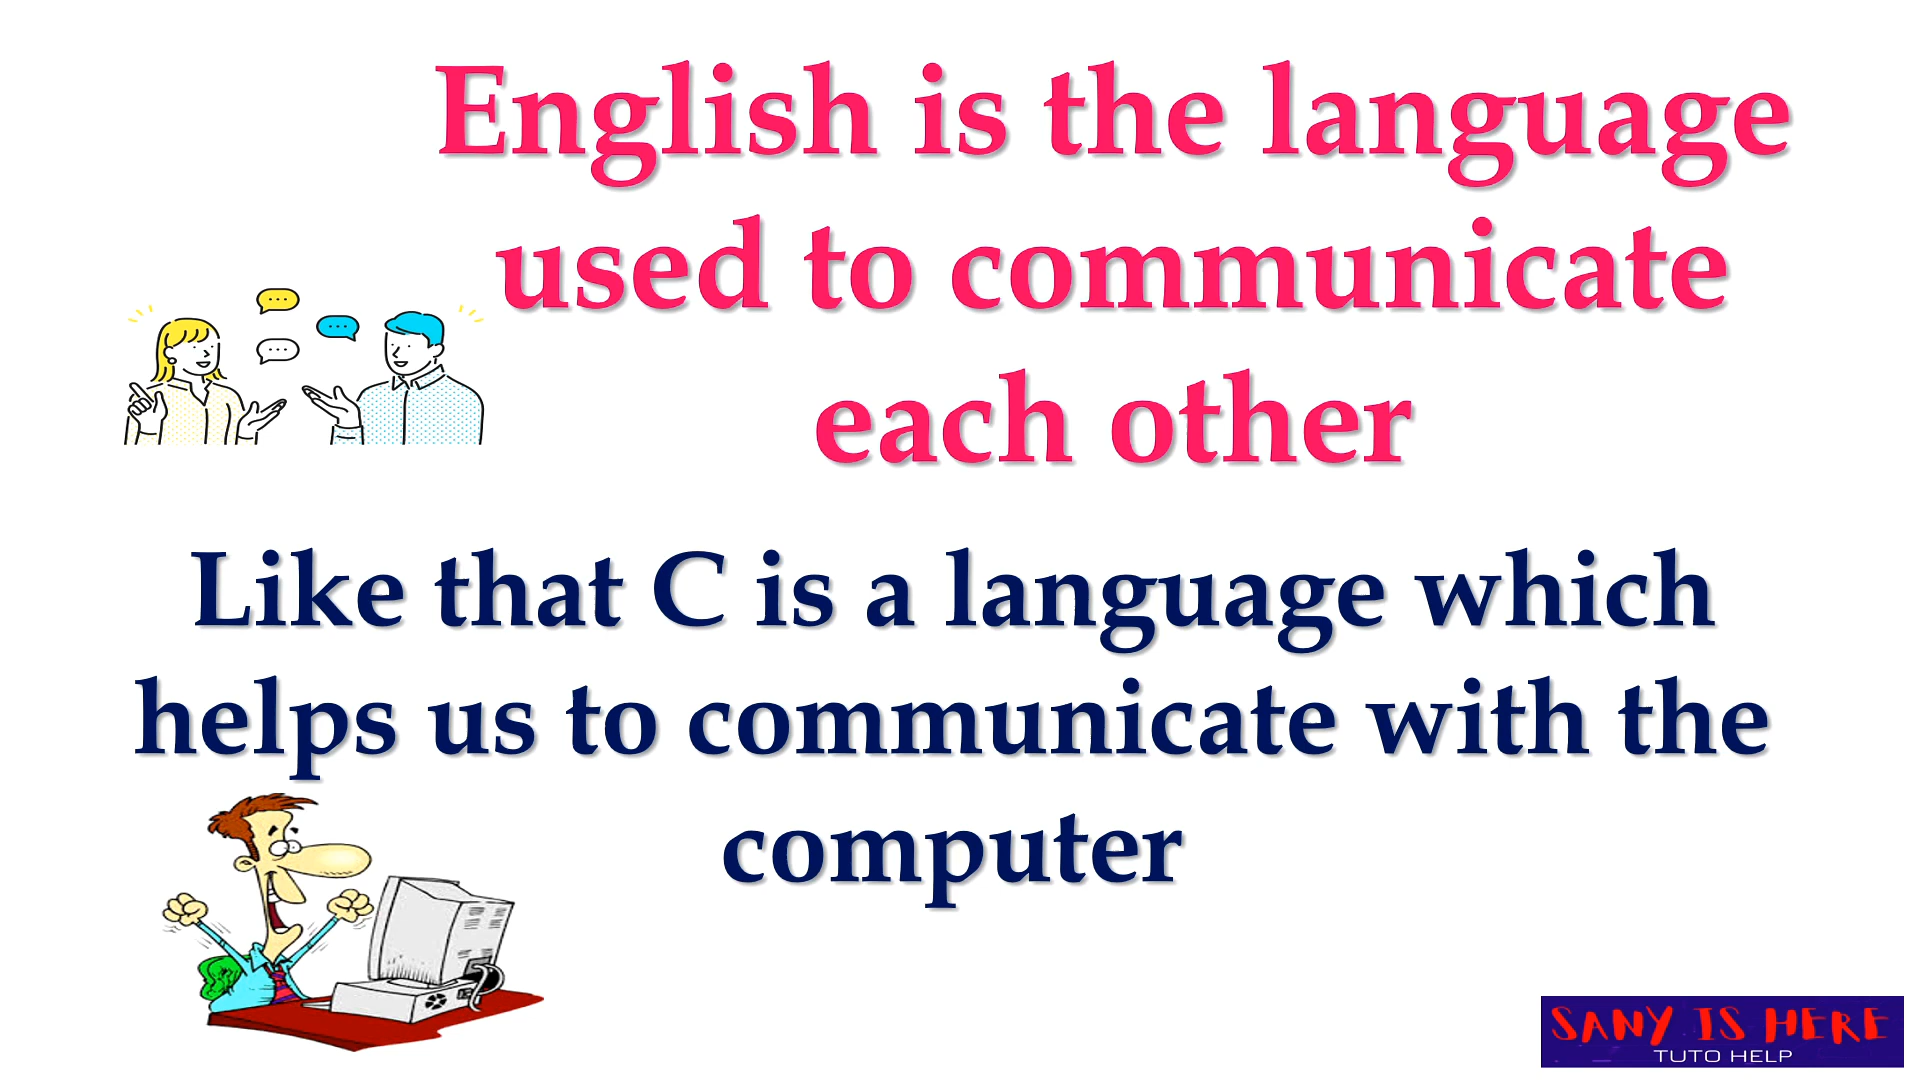 English is the language
used to communicate
each other
Like that C is a language which
helps us to communicate with the
computer
SANY IS HERE
TUTO HELP